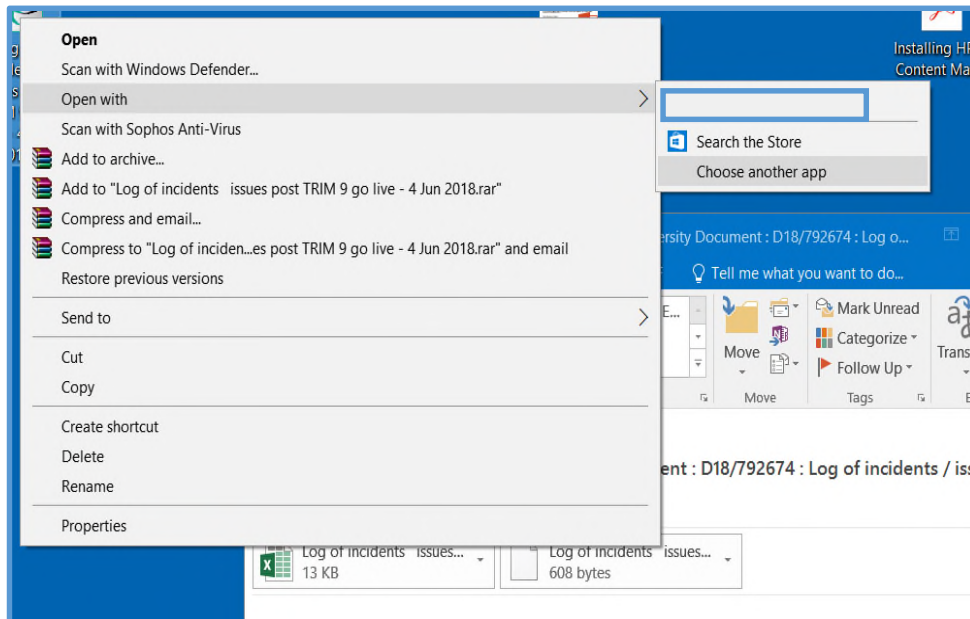 Open
Scan with Windows Defender...
Open with
Scan with Sophos Anti-Virus
Add to archive...
Add to "Log of incidents   issues post TRIM 9 go live - 4 Jun 2018.rar"
Compress and email...
Compress to "Log of inciden...es post TRIM 9 go live - 4 Jun 2018.rar" and email
Restore previous versions
Send to
Cut
Copy
Create shortcut
Delete
Rename
Properties
Search the Store
Choose another app
Installing HP
Content Ma
ersity Document : D18/792674 : Log o...
Tell me what you want to do...
E...
Move
Mark Unread
Categorize
Follow Up
Trans
Move
Tags
ent : D18/792674 : Log of incidents / iss
Log of incidents   issues...
13 KB
Log of incidents   issues...
608 bytes